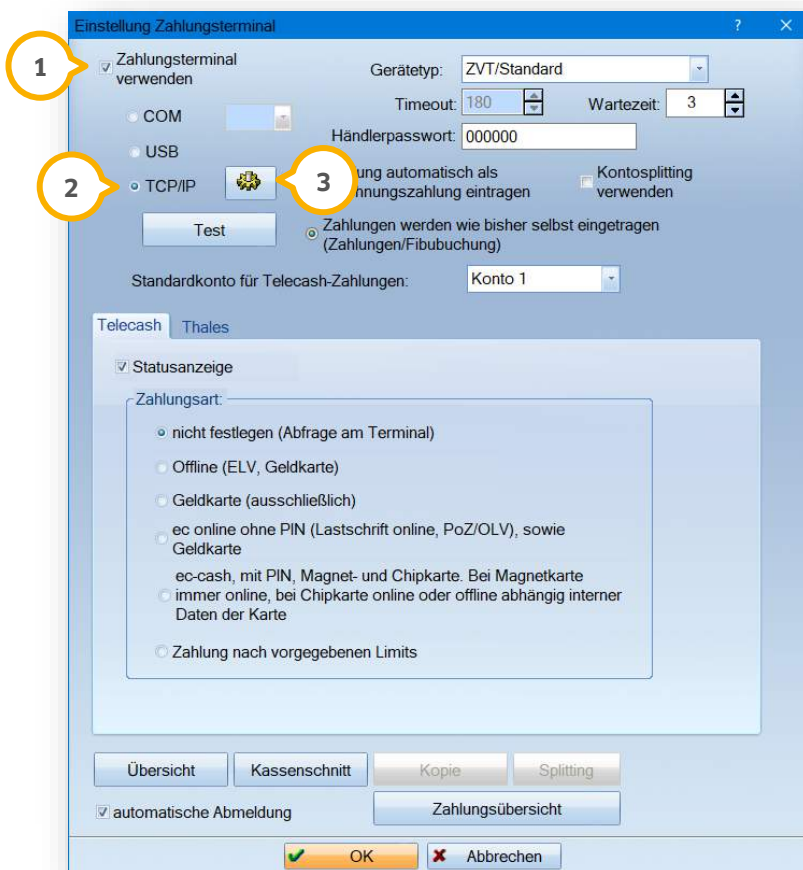 Einstellung Zahlungsterminal ? ×
1
Zahlungsterminal
verwenden
Gerätetyp: ZVT/Standard
Timeout: 180 Wartezeit: 3
COM
Händlerpasswort: 000000
USB
2 TCP/IP 3
automatisch als
eintragen
Kontosplitting
verwenden
Test
Zahlungen werden wie bisher selbst eingetragen
(Zahlungen/Fibubuchung)
Standardkonto für Telecash-Zahlungen: Konto 1
Telecash Thales
Statusanzeige
Zahlungsart:
nicht festlegen (Abfrage am Terminal)
Offline (ELV, Geldkarte)
Geldkarte (ausschließlich)
ec online ohne PIN (Lastschrift online, PoZ/OLV), sowie
Geldkarte
ec-cash, mit PIN, Magnet- und Chipkarte. Bei Magnetkarte
immer online, bei Chipkarte online oder offline abhängig interner
Daten der Karte
Zahlung nach vorgegebenen Limits
Übersicht Kassenschnitt Kopie Splitting
automatische Abmeldung Zahlungsübersicht
OK Abbrechen